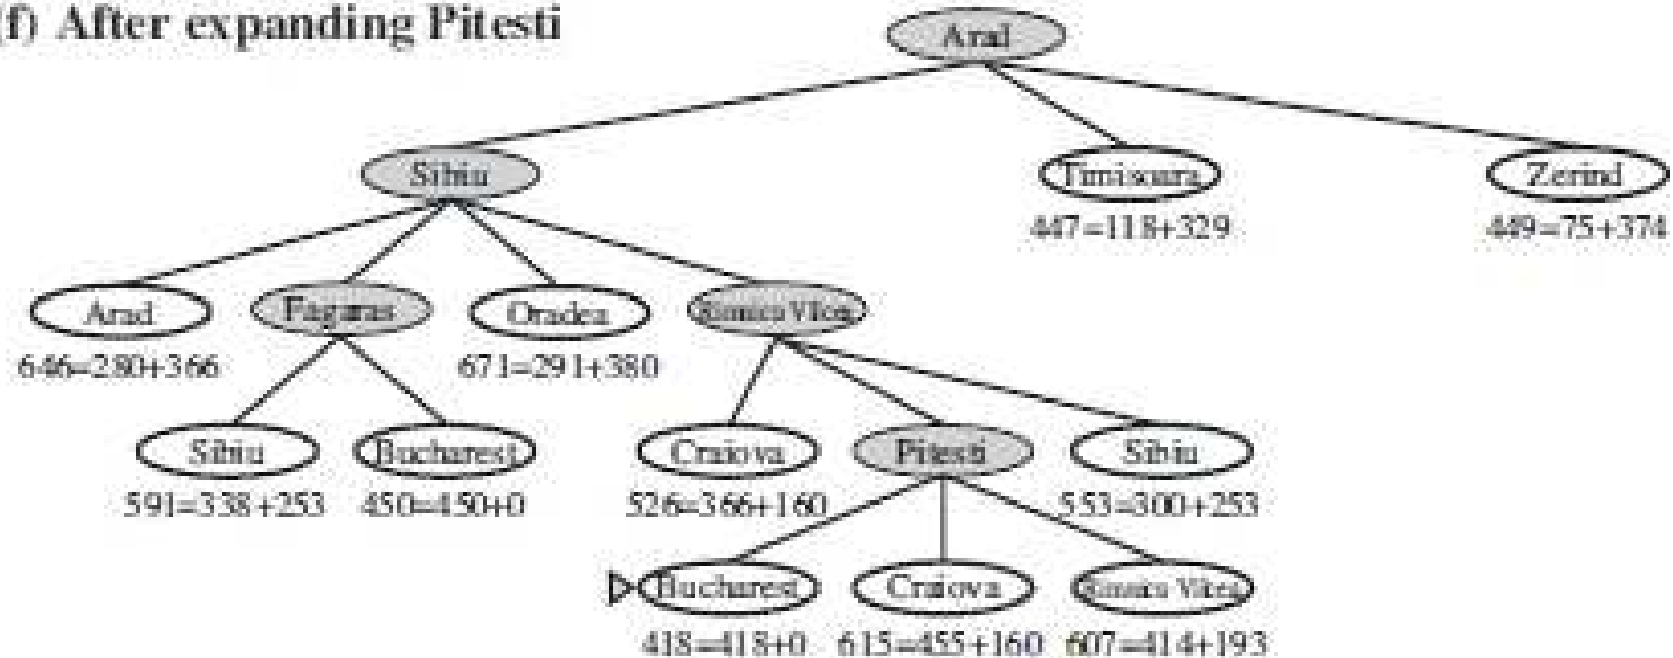 (f) After expanding Pitesti
Arad
Sibiu Timisoara Zerind
447=118+329 449=75+374
Arad Fagaras Oradea Rimnicu Vilcea
646=280+366 671=291+380
Sibiu Bucharest Craiova Pitesti Sibiu
591=338+253 450=450+0 526=366+160 553=300+253
Bucharest Craiova Rimnicu Vilcea
418=418+0 615=455+160 607=414+193